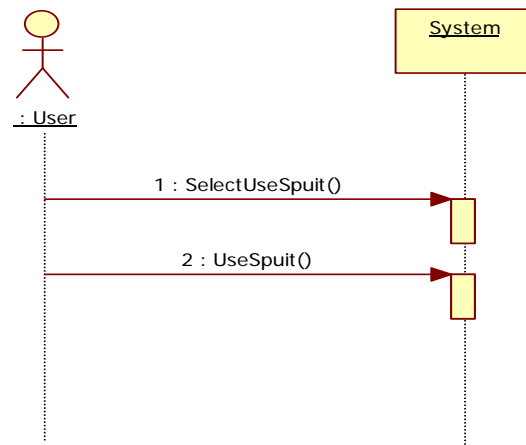 System
: User
1 : SelectUseSpuit()
2 : UseSpuit()